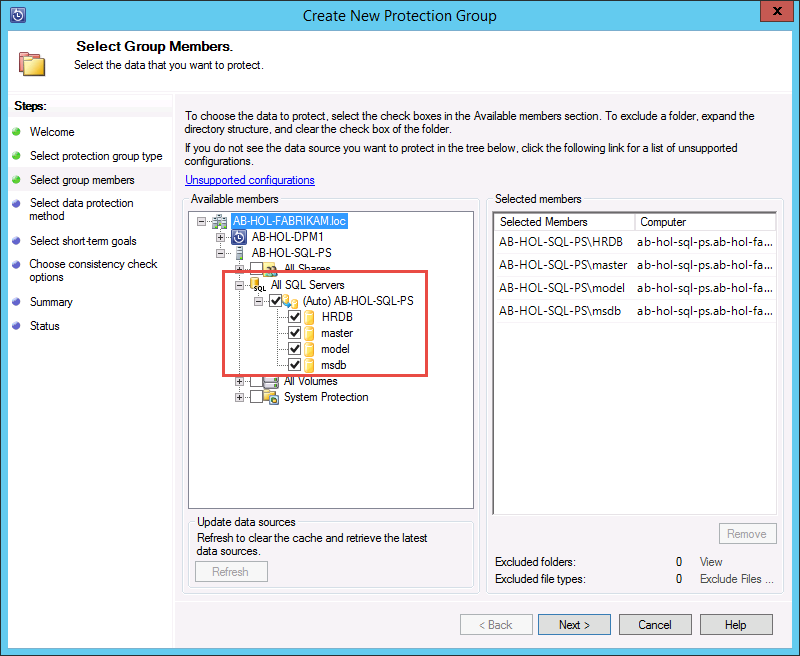 Create New Protection Group
x
Select Group Members.
Select the data that you want to protect.
Steps:
Welcome
Select protection group type
Select group members
Select data protection
method
Select short-term goals
Choose consistency check
options
Summary
Status
To choose the data to protect, select the check boxes in the Available members section. To exclude a folder, expand the
directory structure, and clear the check box of the folder.
If you do not see the data source you want to protect in the tree below, click the following link for a list of unsupported
configurations.
Unsupported configurations
Available members
AB-HOL-FABRIKAM.loc
AB-HOL-DPM1
AB-HOL-SQL-PS
All Shares
SQL
All SQL Servers
(Auto) AB-HOL-SQL-PS
HRDB
master
model
msdb
All Volumes
System Protection
Update data sources
Refresh to clear the cache and retrieve the latest
data sources.
Refresh
Selected members
Selected Members Computer
AB-HOL-SQL-PS\HRDB ab-hol-sql-ps.ab-hol-fa...
AB-HOL-SQL-PS\master ab-hol-sql-ps.ab-hol-fa...
AB-HOL-SQL-PS\model ab-hol-sql-ps.ab-hol-fa...
AB-HOL-SQL-PS\msdb ab-hol-sql-ps.ab-hol-fa...
Remove
Excluded folders: 0 View
Excluded file types: 0 Exclude Files ...
< Back
Next >
Cancel
Help